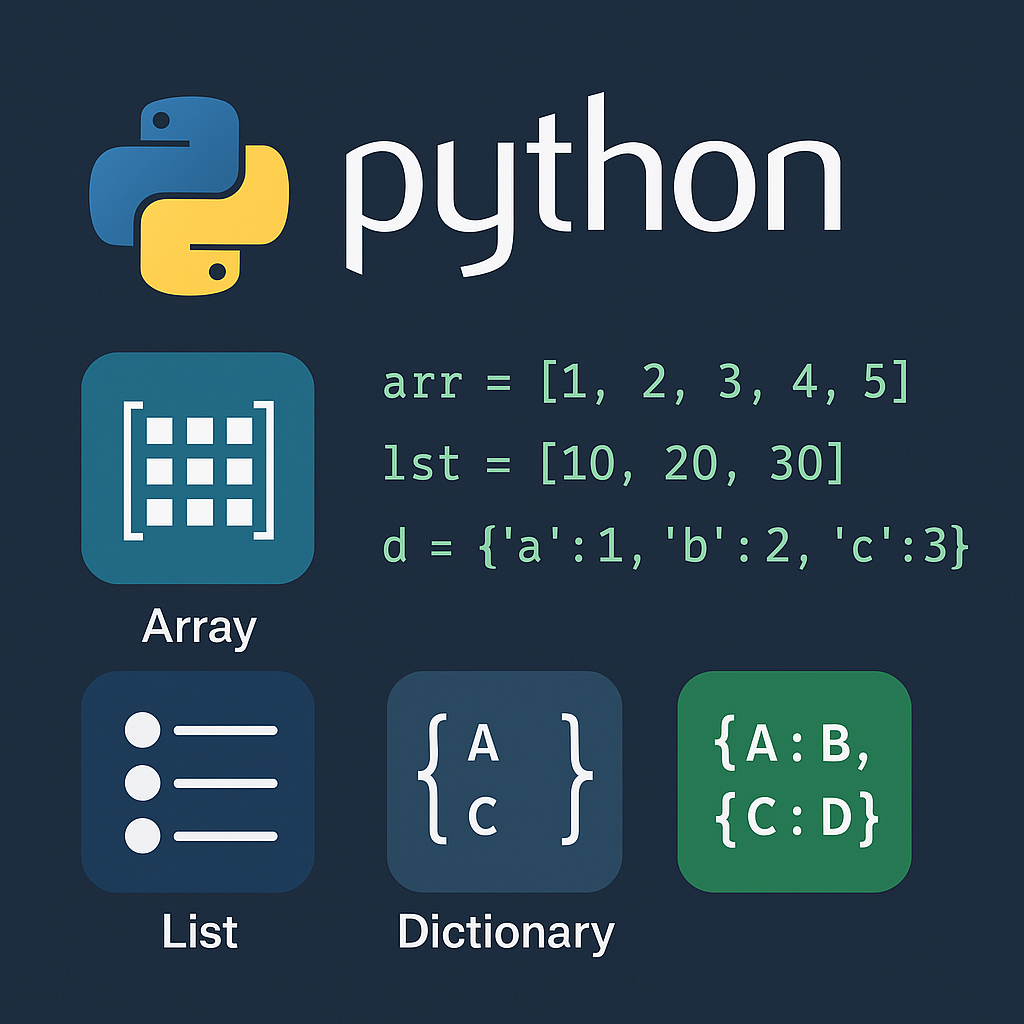 python
arr = [1, 2, 3, 4, 5]
lst = [10, 20, 30]
d = {'a':1, 'b':2, 'c':3}
Array
{ A }
C
{A:B,
{C:D}
List
Dictionary